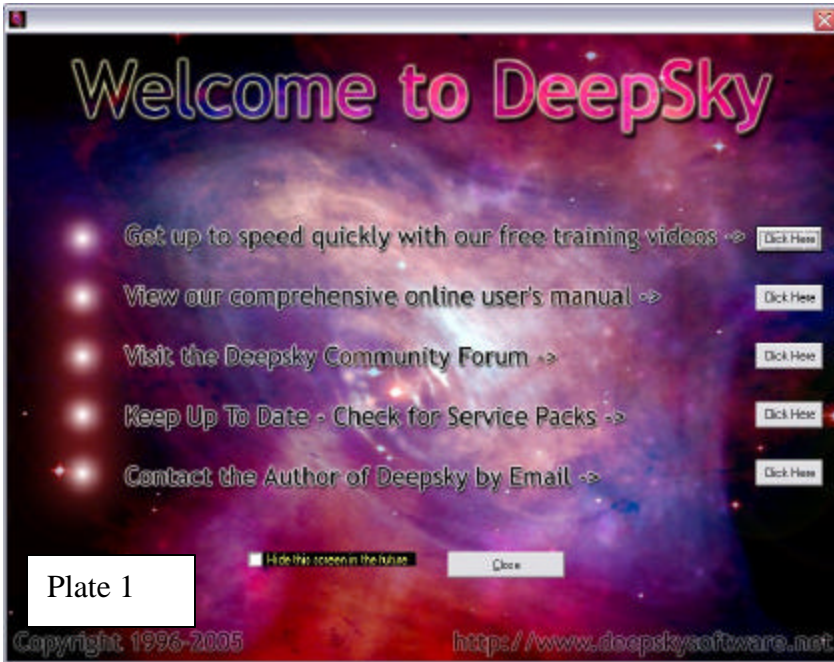 Welcome to DeepSky
Get up to speed quickly with our free training videos -> Click Here
View our comprehensive online user's manual -> Click Here
Visit the Deepsky Community Forum -> Click Here
Keep Up To Date - Check for Service Packs -> Click Here
Contact the Author of Deepsky by Email -> Click Here
Hide this screen in the future Close
Plate 1
Copyright 1996-2005 http://www.deepskysoftware.net